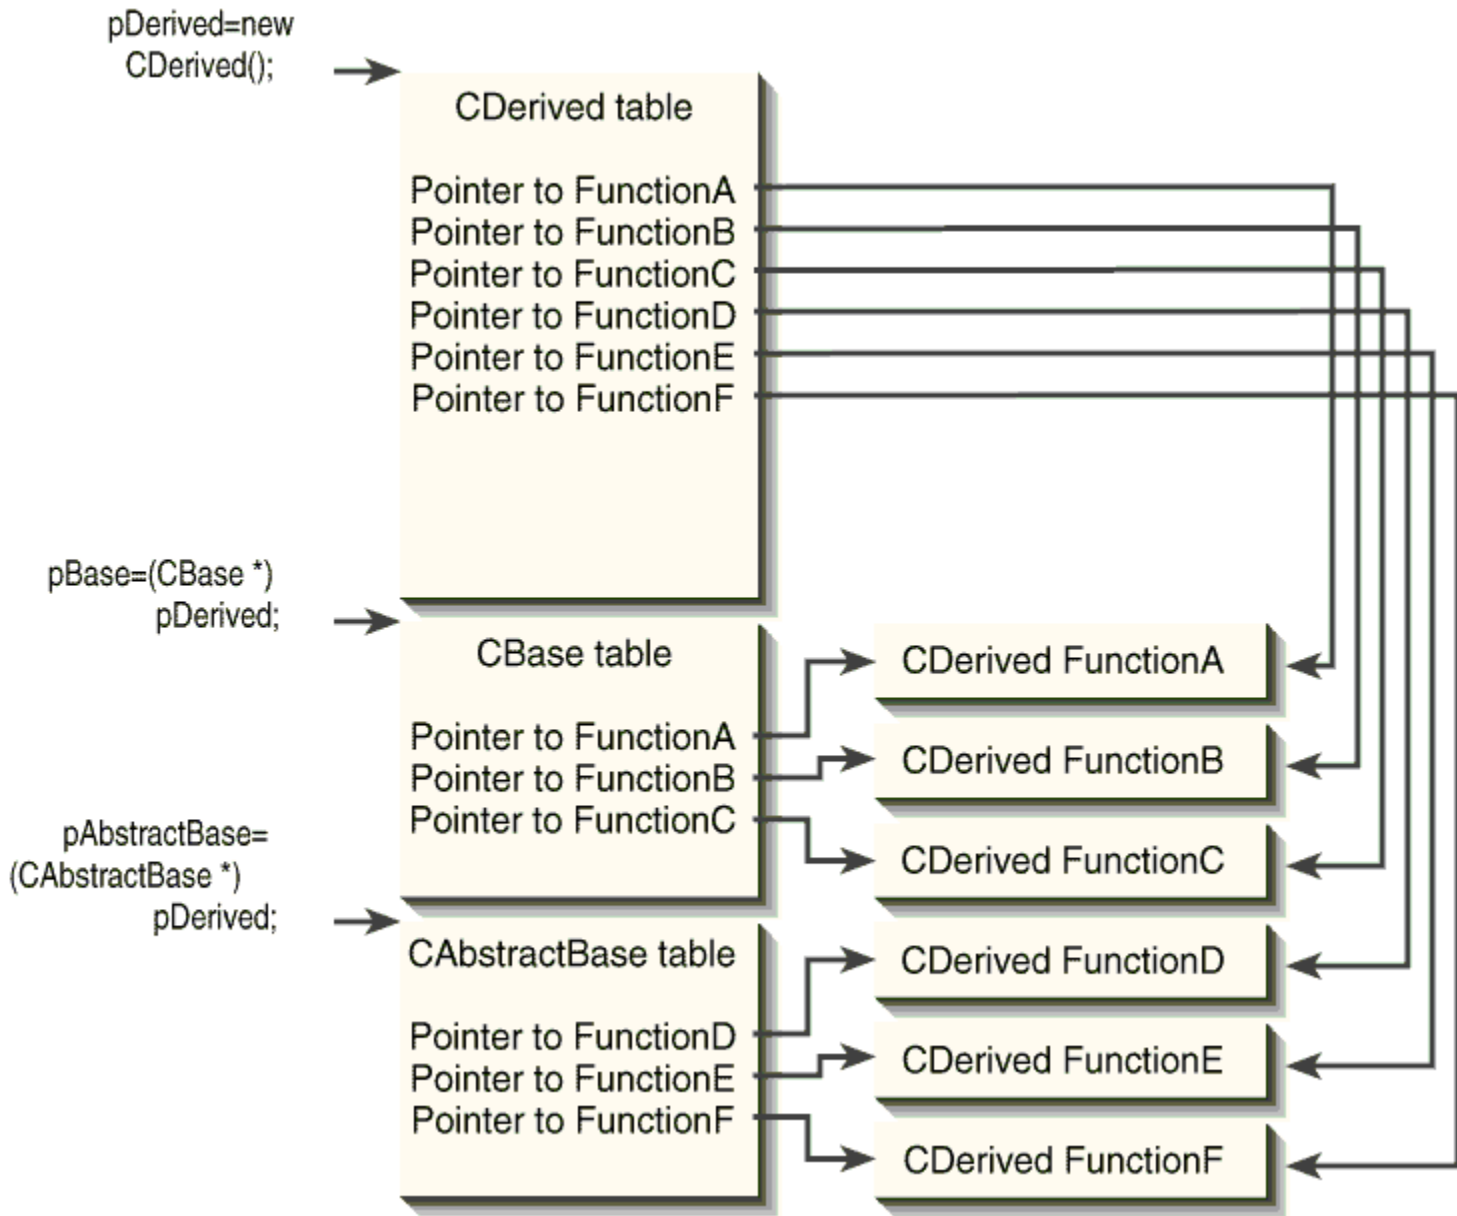 pDerived=new
CDerived();
CDerived table
Pointer to FunctionA
Pointer to FunctionB
Pointer to FunctionC
Pointer to FunctionD
Pointer to FunctionE
Pointer to FunctionF
pBase=(CBase *)
pDerived;
CBase table
Pointer to FunctionA
Pointer to FunctionB
Pointer to FunctionC
pAbstractBase=
(CAbstractBase *)
pDerived;
CAbstractBase table
Pointer to FunctionD
Pointer to FunctionE
Pointer to FunctionF
CDerived FunctionA
CDerived FunctionB
CDerived FunctionC
CDerived FunctionD
CDerived FunctionE
CDerived FunctionF